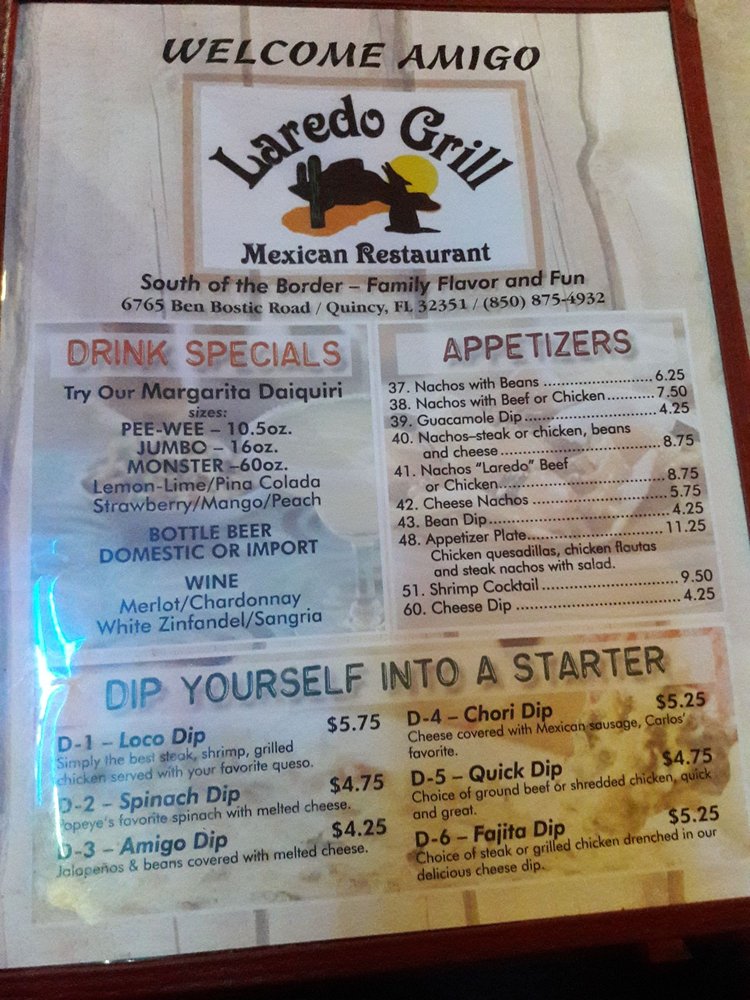 WELCOME AMIGO
Laredo Grill
Mexican Restaurant
South of the Border – Family Flavor and Fun
6765 Ben Bostic Road / Quincy, FL 32351 / (850) 875-4932
DRINK SPECIALS
Try Our Margarita Daiquiri
sizes:
PEE-WEE – 10.5oz.
JUMBO – 16oz.
MONSTER –60oz.
Lemon-Lime/Pina Colada
Strawberry/Mango/Peach
BOTTLE BEER
DOMESTIC OR IMPORT
WINE
Merlot/Chardonnay
White Zinfandel/Sangria
APPETIZERS
37. Nachos with Beans ........................ 6.25
38. Nachos with Beef or Chicken........... 7.50
39. Guacamole Dip ............................. 4.25
40. Nachos–steak or chicken, beans
and cheese .................................... 8.75
41. Nachos "Laredo" Beef
or Chicken..................................... 8.75
42. Cheese Nachos ............................ 5.75
43. Bean Dip...................................... 4.25
48. Appetizer Plate............................. 11.25
Chicken quesadillas, chicken flautas
and steak nachos with salad.
51. Shrimp Cocktail ............................ 9.50
60. Cheese Dip .................................. 4.25
DIP YOURSELF INTO A STARTER
D-1 – Loco Dip $5.75
Simply the best steak, shrimp, grilled
chicken served with your favorite queso.
D-2 – Spinach Dip $4.75
Popeye's favorite spinach with melted cheese.
D-3 – Amigo Dip $4.25
Jalapeños & beans covered with melted cheese.
D-4 – Chori Dip $5.25
Cheese covered with Mexican sausage, Carlos'
favorite.
D-5 – Quick Dip $4.75
Choice of ground beef or shredded chicken, quick
and great.
D-6 – Fajita Dip $5.25
Choice of steak or grilled chicken drenched in our
delicious cheese dip.